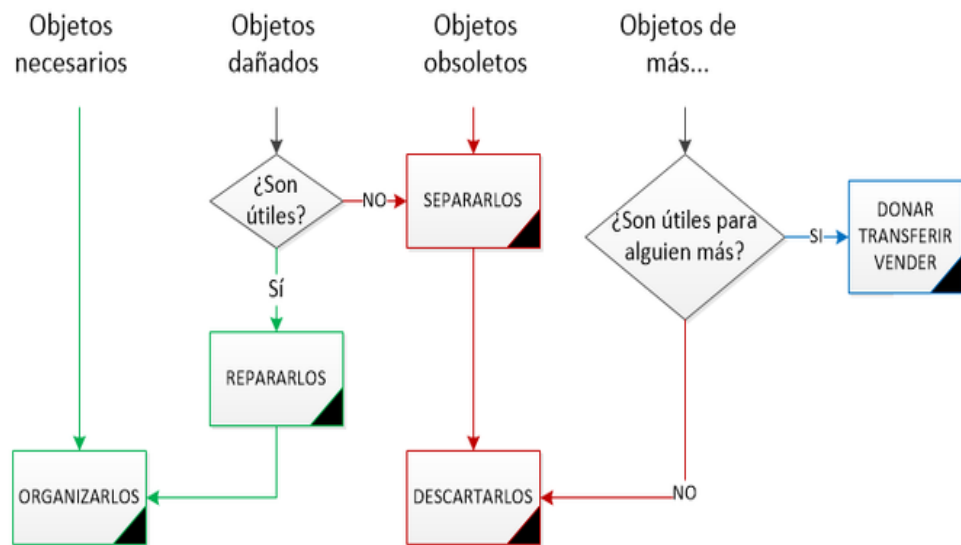 Objetos
necesarios
Objetos
dañados
Objetos
obsoletos
Objetos de
más...
¿Son
útiles?
NO
SEPARARLOS
¿Son útiles para
alguien más?
SI
DONAR
TRANSFERIR
VENDER
Sí
REPARARLOS
ORGANIZARLOS
DESCARTARLOS
NO